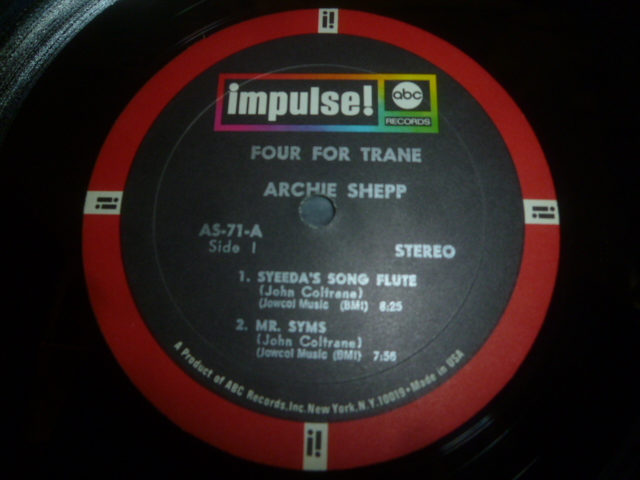 i!
impulse!
abc
RECORDS
FOUR FOR TRANE
ARCHIE SHEPP
i!
i!
AS-71-A
Side 1
STEREO
1. SYEEDA'S SONG FLUTE
(John Coltrane)
(Jowcol Music (BMI) 8:25
2. MR. SYMS
(John Coltrane)
(Jowcol Music (BMI) 7:56
A Product of ABC Records, Inc. New York, N.Y. 10019 • Made in USA
i!